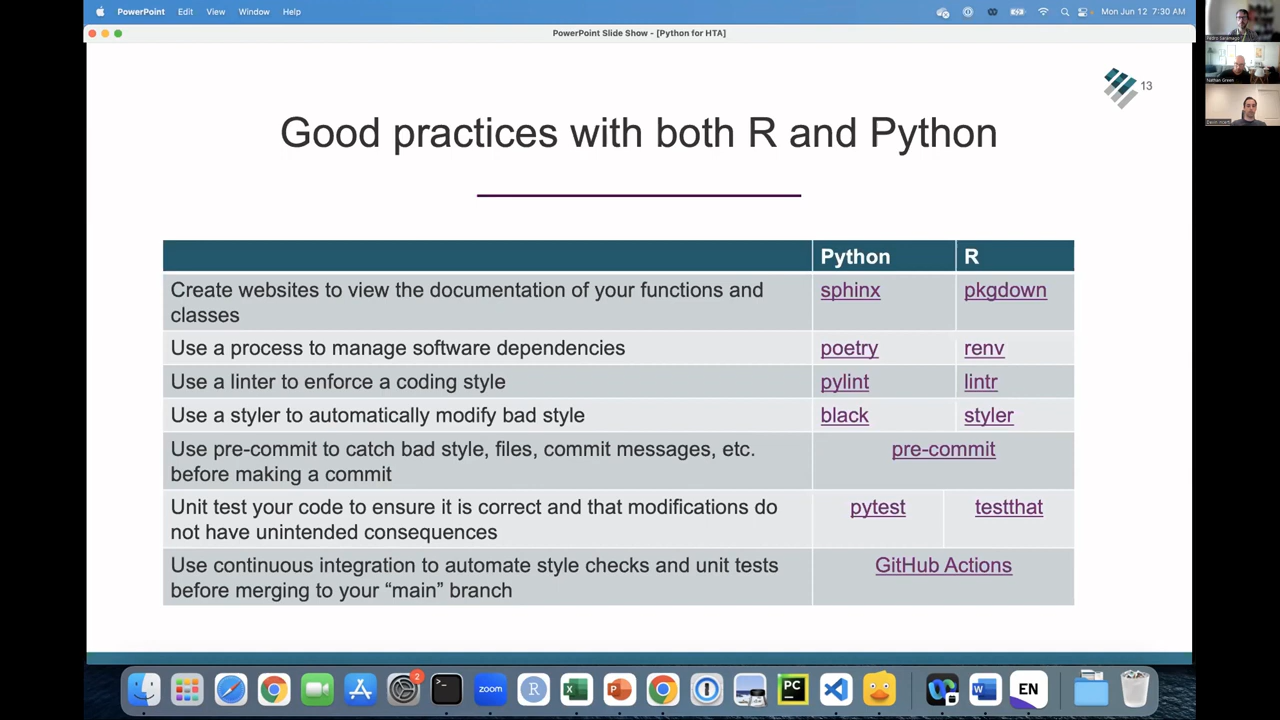 PowerPoint Edit View Window Help
Mon Jun 12 7:30 AM
PowerPoint Slide Show - [Python for HTA]
13
Good practices with both R and Python
Python R
Create websites to view the documentation of your functions and
classes
sphinx pkgdown
Use a process to manage software dependencies poetry renv
Use a linter to enforce a coding style pylint lintr
Use a styler to automatically modify bad style black styler
Use pre-commit to catch bad style, files, commit messages, etc.
before making a commit
pre-commit
Unit test your code to ensure it is correct and that modifications do
not have unintended consequences
pytest testthat
Use continuous integration to automate style checks and unit tests
before merging to your “main” branch
GitHub Actions
2
zoom
R
PC
W
EN
Nathan Green